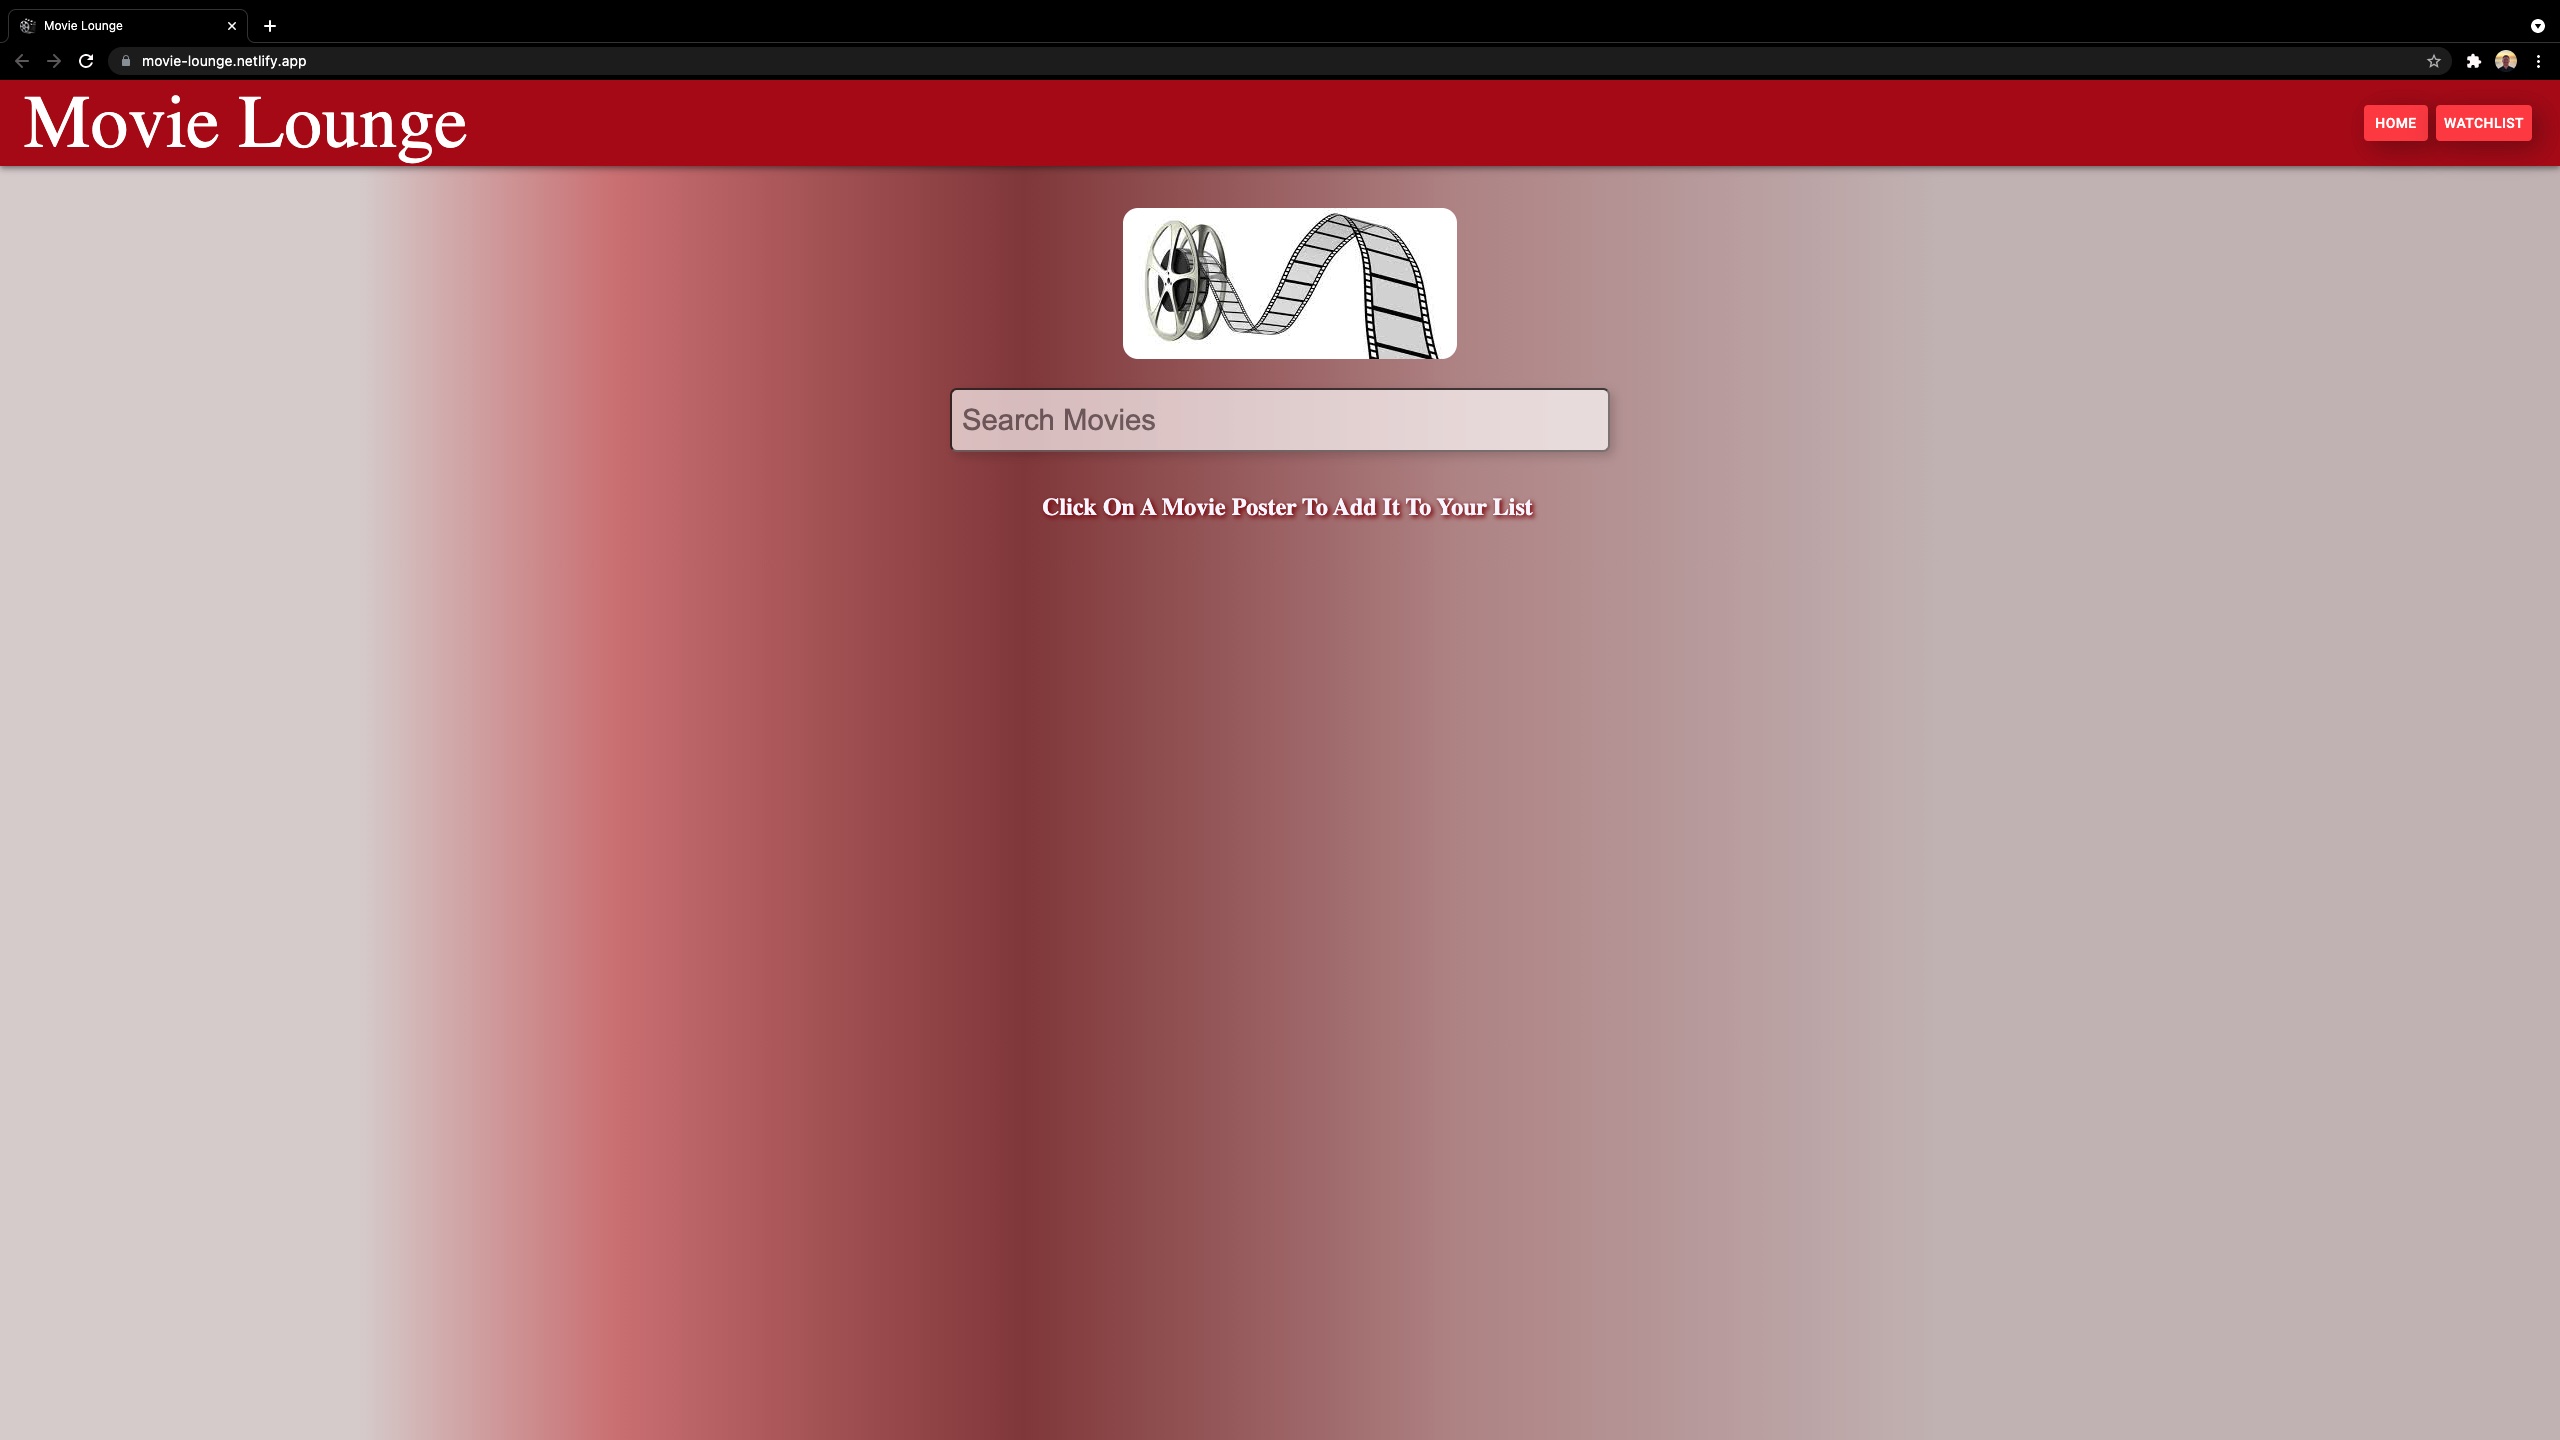 Movie Lounge
movie-lounge.netlify.app
Movie Lounge
HOME
WATCHLIST
Search Movies
Click On A Movie Poster To Add It To Your List